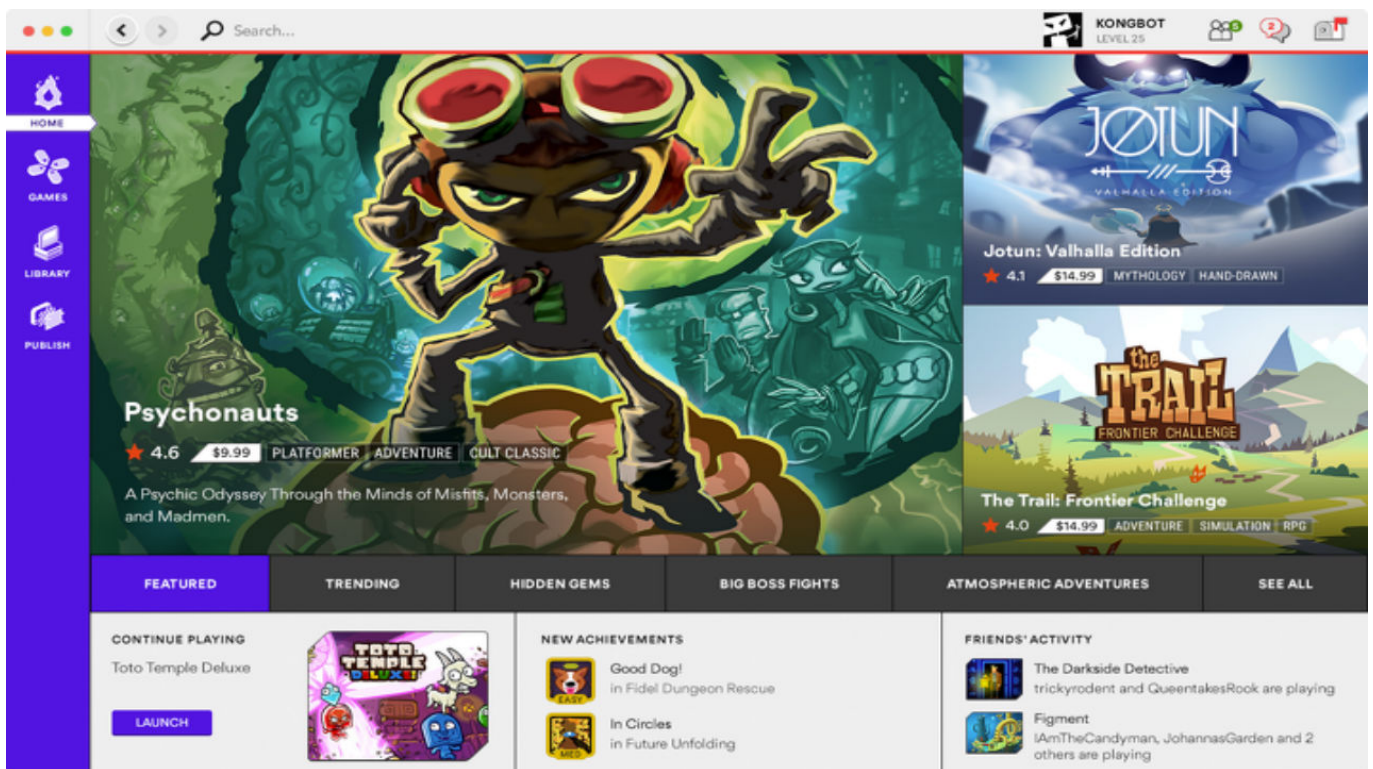 Search...
KONGBOT
LEVEL 25
5
2
HOME
GAMES
LIBRARY
PUBLISH
Psychonauts
4.6 $9.99 PLATFORMER ADVENTURE CULT CLASSIC
A Psychic Odyssey Through the Minds of Misfits, Monsters,
and Madmen.
JOTUN
VALHALLA EDITION
Jotun: Valhalla Edition
4.1 $14.99 MYTHOLOGY HAND-DRAWN
the
TRAIL
FRONTIER CHALLENGE
The Trail: Frontier Challenge
4.0 $14.99 ADVENTURE SIMULATION RPG
FEATURED TRENDING HIDDEN GEMS BIG BOSS FIGHTS ATMOSPHERIC ADVENTURES SEE ALL
CONTINUE PLAYING
Toto Temple Deluxe
LAUNCH
TOTO
TEMPLE
DELUXE!
NEW ACHIEVEMENTS
EASY
Good Dog!
in Fidel Dungeon Rescue
MED
In Circles
in Future Unfolding
FRIENDS' ACTIVITY
The Darkside Detective
trickyrodent and QueentakesRook are playing
Figment
IAmTheCandyman, JohannasGarden and 2
others are playing